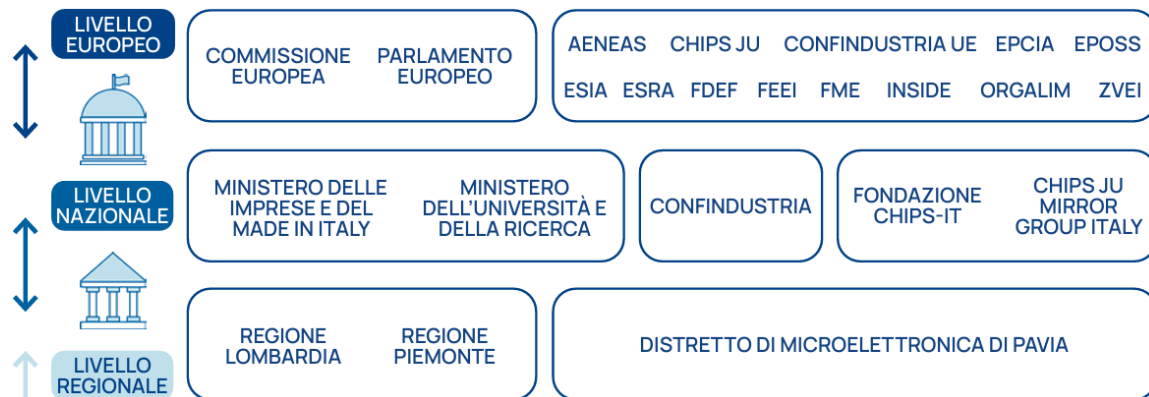 LIVELLO
EUROPEO
COMMISSIONE
EUROPEA
PARLAMENTO
EUROPEO
AENEAS CHIPS JU CONFINDUSTRIA UE EPCIA EPOSS
ESIA ESRA FDEF FEEI FME INSIDE ORGALIM ZVEI
LIVELLO
NAZIONALE
MINISTERO DELLE
IMPRESE E DEL
MADE IN ITALY
MINISTERO
DELL’UNIVERSITÀ E
DELLA RICERCA
CONFINDUSTRIA
FONDAZIONE
CHIPS-IT
CHIPS JU
MIRROR
GROUP ITALY
LIVELLO
REGIONALE
REGIONE
LOMBARDIA
REGIONE
PIEMONTE
DISTRETTO DI MICROELETTRONICA DI PAVIA